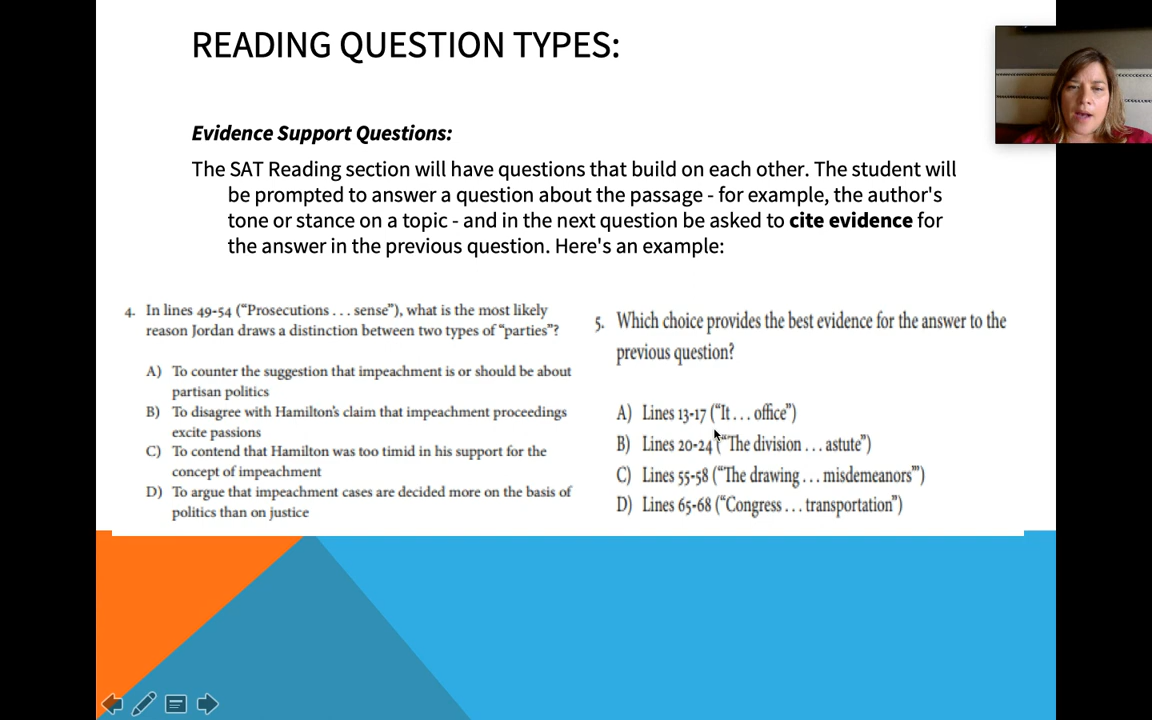 READING QUESTION TYPES:
Evidence Support Questions:
The SAT Reading section will have questions that build on each other. The student will
be prompted to answer a question about the passage - for example, the author's
tone or stance on a topic - and in the next question be asked to cite evidence for
the answer in the previous question. Here's an example:
4. In lines 49-54 (“Prosecutions . . . sense”), what is the most likely
reason Jordan draws a distinction between two types of “parties”?
A) To counter the suggestion that impeachment is or should be about
partisan politics
B) To disagree with Hamilton’s claim that impeachment proceedings
excite passions
C) To contend that Hamilton was too timid in his support for the
concept of impeachment
D) To argue that impeachment cases are decided more on the basis of
politics than on justice
5. Which choice provides the best evidence for the answer to the
previous question?
A) Lines 13-17 (“It . . . office”)
B) Lines 20-24 (“The division . . . astute”)
C) Lines 55-58 (“The drawing . . . misdemeanors’”)
D) Lines 65-68 (“Congress . . . transportation”)